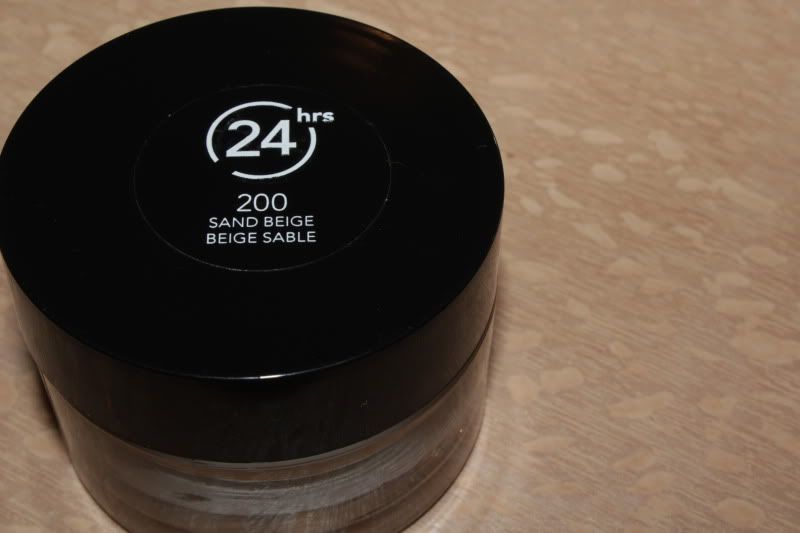 24 hrs
200
SAND BEIGE
BEIGE SABLE